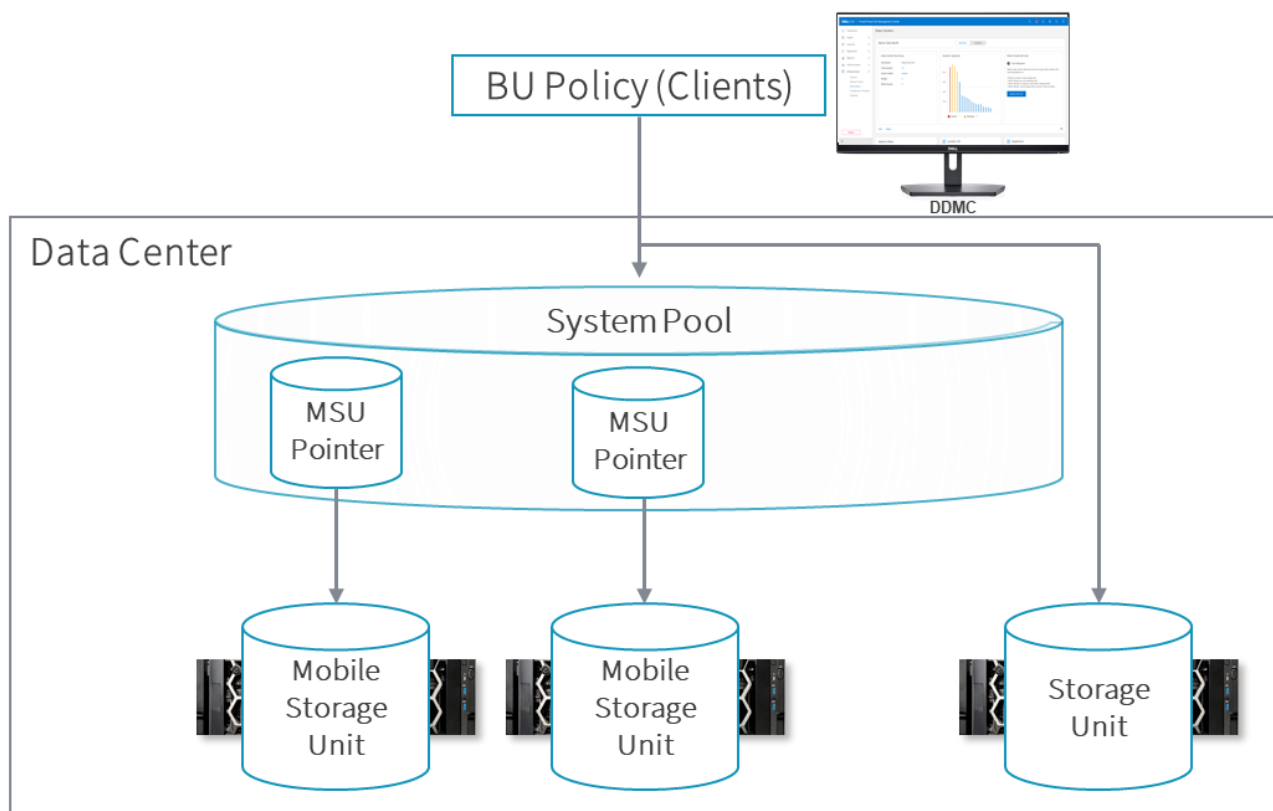 BU Policy (Clients)
DELL
DDMC
Data Center
System Pool
MSU
Pointer
MSU
Pointer
Mobile
Storage
Unit
Mobile
Storage
Unit
Storage
Unit